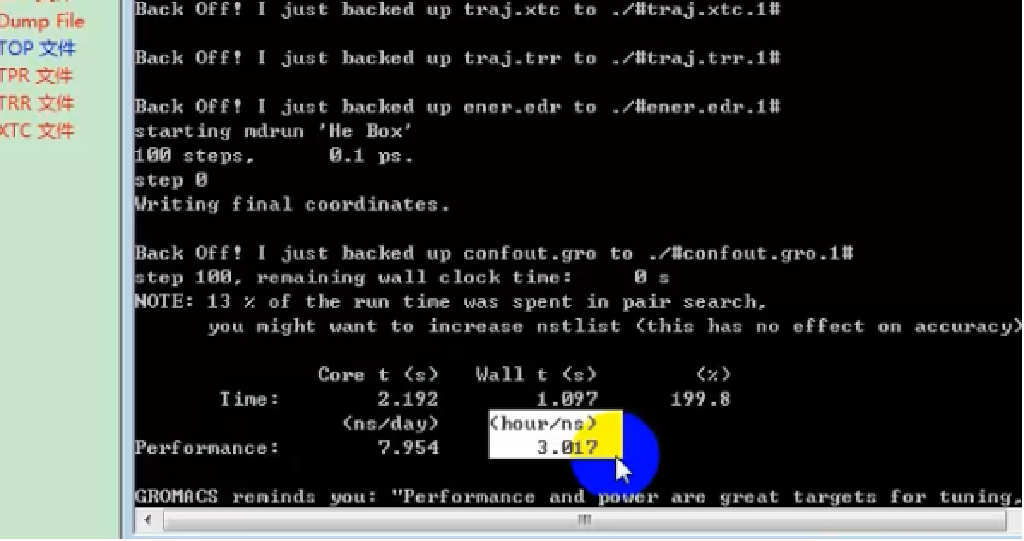 Dump File
TOP 文件
TPR 文件
TRR 文件
XTC 文件
Back Off! I just backed up traj.xtc to ./#traj.xtc.1#
Back Off! I just backed up traj.trr to ./#traj.trr.1#
Back Off! I just backed up ener.edr to ./#ener.edr.1#
starting mdrun 'He Box'
100 steps, 0.1 ps.
step 0
Writing final coordinates.
Back Off! I just backed up confout.gro to ./#confout.gro.1#
step 100, remaining wall clock time: 0 s
NOTE: 13 % of the run time was spent in pair search,
you might want to increase nstlist (this has no effect on accuracy)
Core t (s) Wall t (s) (%)
Time: 2.192 1.097 199.8
(ns/day) (hour/ns)
Performance: 7.954 3.017
GROMACS reminds you: "Performance and power are great targets for tuning,